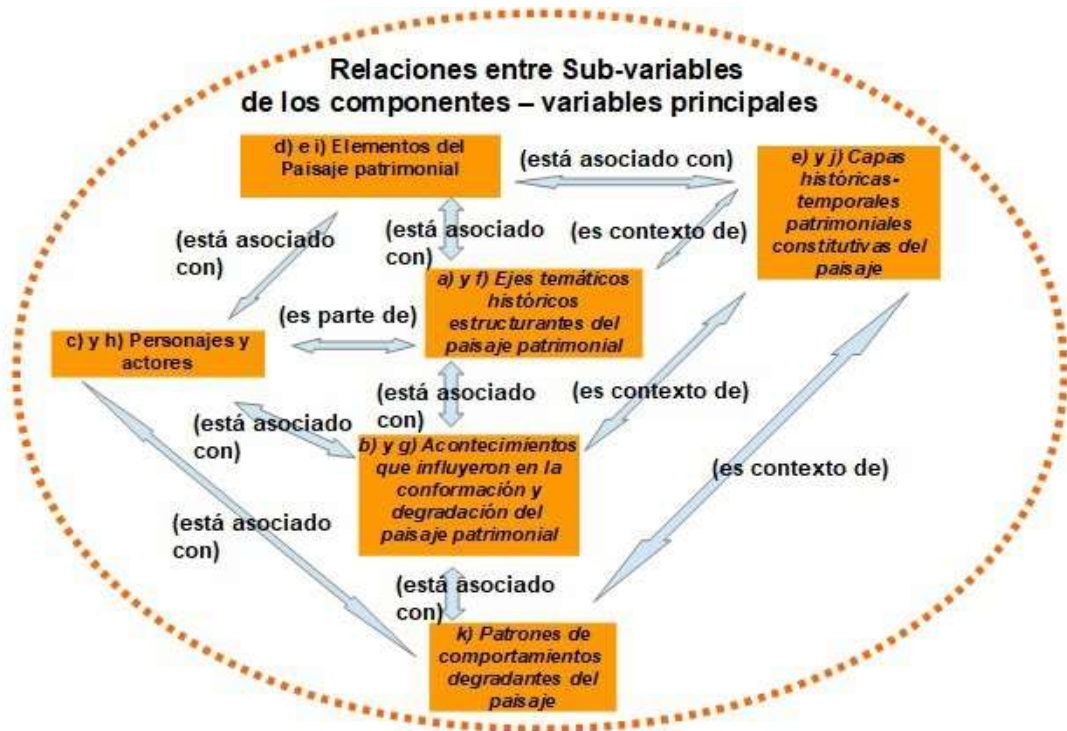 Relaciones entre Sub-variables
de los componentes – variables principales
d) e i) Elementos del
Paisaje patrimonial
(está asociado con)
e) y j) Capas
históricas-
temporales
patrimoniales
constitutivas del
paisaje
(está asociado
con)
(está asociado
con)
(es contexto de)
a) y f) Ejes temáticos
históricos
estructurantes del
paisaje patrimonial
(es parte de)
c) y h) Personajes y
actores
(está asociado
con)
(es contexto de)
(está asociado
con)
b) y g) Acontecimientos
que influyeron en la
conformación y
degradación del
paisaje patrimonial
(es contexto de)
(está asociado
con)
(está asociado
con)
k) Patrones de
comportamientos
degradantes del
paisaje